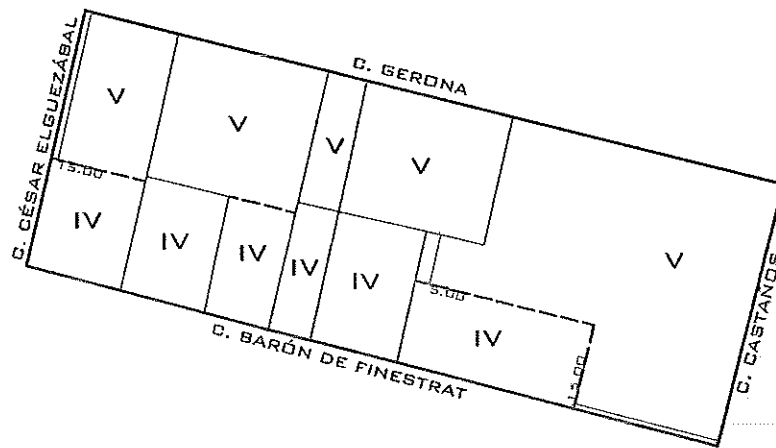 C. GERONA
C. CÉSAR ELGUEZÁBAL
V
V
V
V
V
15.00
IV
IV
IV
IV
IV
5.00
IV
15.00
C. CASTAÑOS
C. BARÓN DE FINESTRAT